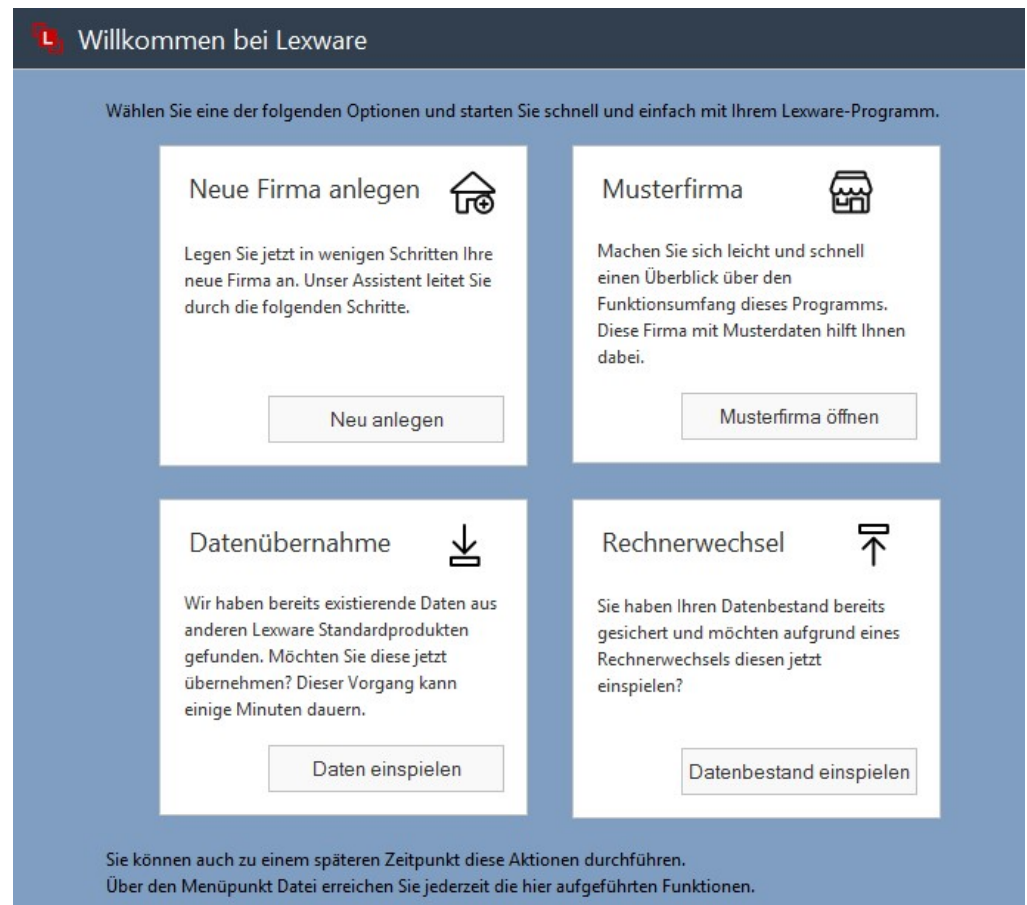 L
Willkommen bei Lexware
Wählen Sie eine der folgenden Optionen und starten Sie schnell und einfach mit Ihrem Lexware-Programm.
Neue Firma anlegen
Legen Sie jetzt in wenigen Schritten Ihre
neue Firma an. Unser Assistent leitet Sie
durch die folgenden Schritte.
Neu anlegen
Musterfirma
Machen Sie sich leicht und schnell
einen Überblick über den
Funktionsumfang dieses Programms.
Diese Firma mit Musterdaten hilft Ihnen
dabei.
Musterfirma öffnen
Datenübernahme
Wir haben bereits existierende Daten aus
anderen Lexware Standardprodukten
gefunden. Möchten Sie diese jetzt
übernehmen? Dieser Vorgang kann
einige Minuten dauern.
Daten einspielen
Rechnerwechsel
Sie haben Ihren Datenbestand bereits
gesichert und möchten aufgrund eines
Rechnerwechsels diesen jetzt
einspielen?
Datenbestand einspielen
Sie können auch zu einem späteren Zeitpunkt diese Aktionen durchführen.
Über den Menüpunkt Datei erreichen Sie jederzeit die hier aufgeführten Funktionen.